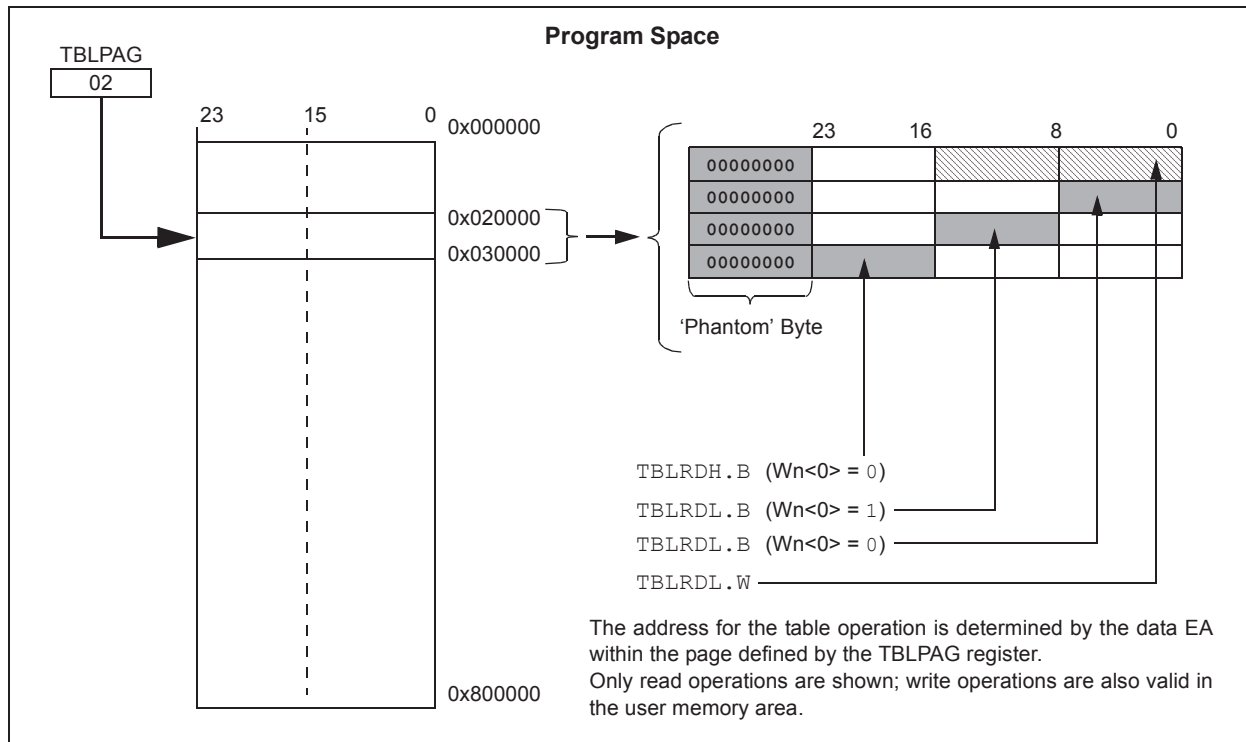 Program Space
TBLPAG
02
23 15 0
0x000000
0x020000
0x030000
0x800000
23 16 8 0
00000000
00000000
00000000
00000000
‘Phantom’ Byte
TBLRDH.B (Wn<0> = 0)
TBLRDL.B (Wn<0> = 1)
TBLRDL.B (Wn<0> = 0)
TBLRDL.W
The address for the table operation is determined by the data EA
within the page defined by the TBLPAG register.
Only read operations are shown; write operations are also valid in
the user memory area.